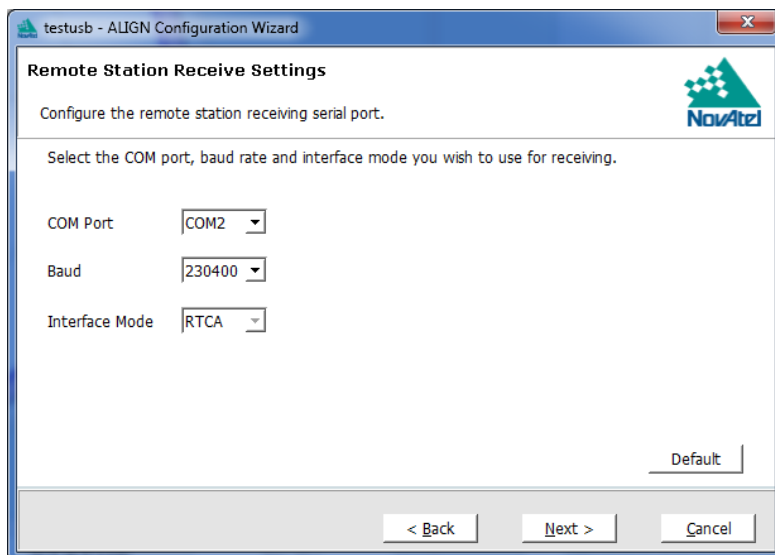 testusb - ALIGN Configuration Wizard
Remote Station Receive Settings
Configure the remote station receiving serial port.
NovAtel
Select the COM port, baud rate and interface mode you wish to use for receiving.
COM Port COM2
Baud 230400
Interface Mode RTCA
Default
< Back Next > Cancel